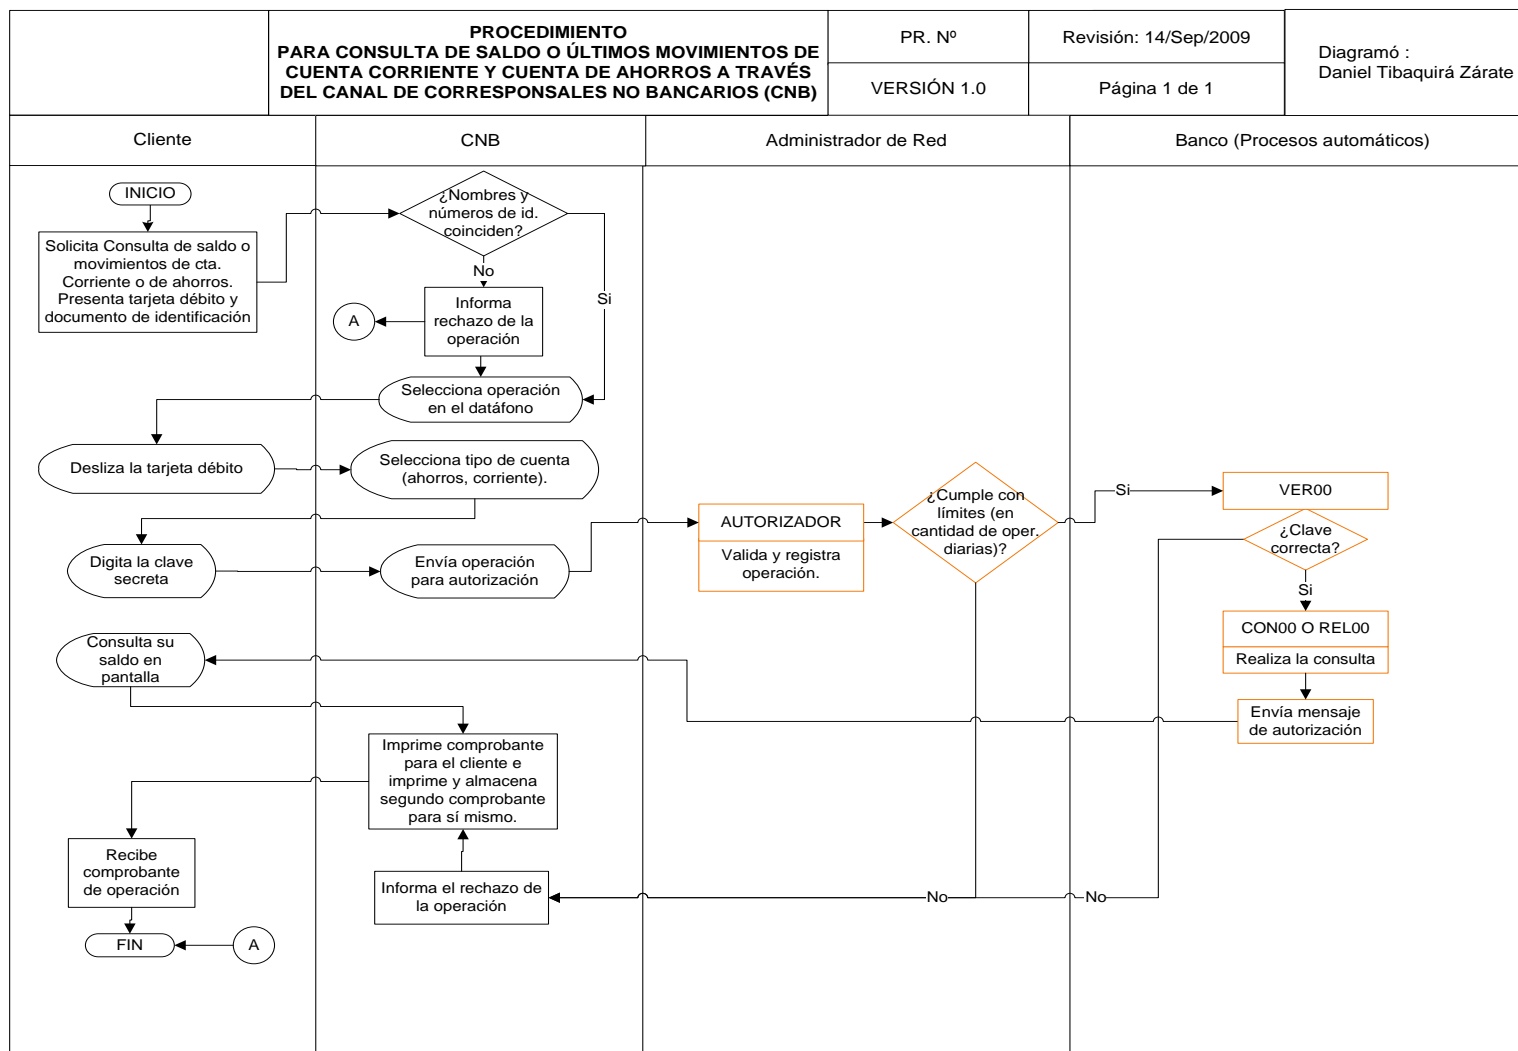 PROCEDIMIENTO
PARA CONSULTA DE SALDO O ÚLTIMOS MOVIMIENTOS DE
CUENTA CORRIENTE Y CUENTA DE AHORROS A TRAVÉS
DEL CANAL DE CORRESPONSALES NO BANCARIOS (CNB)
PR. Nº
Revisión: 14/Sep/2009
VERSIÓN 1.0
Página 1 de 1
Diagramó :
Daniel Tibaquirá Zárate
Cliente
CNB
Administrador de Red
Banco (Procesos automáticos)
INICIO
Solicita Consulta de saldo o
movimientos de cta.
Corriente o de ahorros.
Presenta tarjeta débito y
documento de identificación
¿Nombres y
números de id.
coinciden?
No
Si
Informa
rechazo de la
operación
A
Selecciona operación
en el datáfono
Desliza la tarjeta débito
Selecciona tipo de cuenta
(ahorros, corriente).
Digita la clave
secreta
Envía operación
para autorización
AUTORIZADOR
Valida y registra
operación.
¿Cumple con
límites (en
cantidad de oper.
diarias)?
Si
VER00
¿Clave
correcta?
Si
CON00 O REL00
Realiza la consulta
Envía mensaje
de autorización
Consulta su
saldo en
pantalla
Imprime comprobante
para el cliente e
imprime y almacena
segundo comprobante
para sí mismo.
Recibe
comprobante
de operación
Informa el rechazo de
la operación
No
No
FIN
A